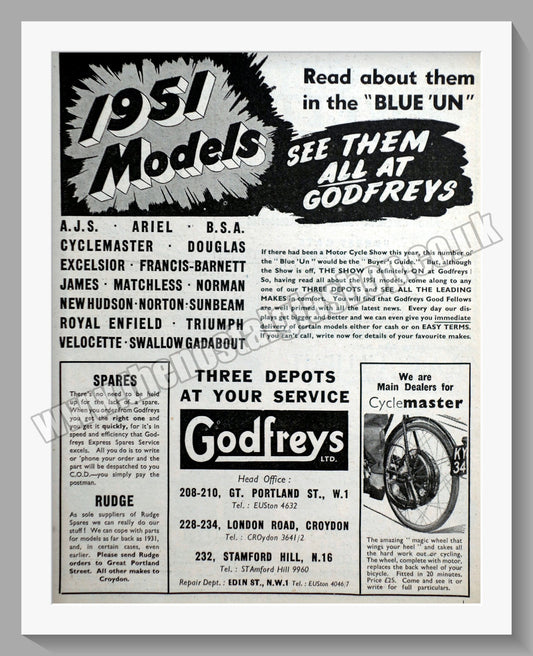 1951
Models
Read about them
in the "BLUE 'UN"
SEE THEM
ALL AT
GODFREYS
A.J.S. · ARIEL · B.S.A.
CYCLEMASTER · DOUGLAS
EXCELSIOR · FRANCIS-BARNETT
JAMES · MATCHLESS · NORMAN
NEW HUDSON · NORTON · SUNBEAM
ROYAL ENFIELD · TRIUMPH
VELOCETTE · SWALLOW GADABOUT
If there had been a Motor Cycle Show this year, this number of
the "Blue 'Un" would be the "Buyer's Guide." But, although
the Show is off, THE SHOW is definitely ON at Godfreys!
So, having read all about the 1951 models, come along to any
one of our THREE DEPOTS and SEE ALL THE LEADING
MAKES in comfort. You'll find that Godfreys Good Fellows
are well primed with all the latest news. Every day our dis-
plays get bigger and better and we can even give you immediate
delivery of certain models either for cash or on EASY TERMS.
If you can't call, write now for details of your favourite makes.
SPARES
There's no need to be held
up for the lack of a spare.
When you order from Godfreys
you get the right one and
you get it quickly, for it's in
speed and efficiency that God-
freys Express Spares Service
excels. All you do is to write
or 'phone your order and the
part will be despatched to you
C.O.D.—you simply pay the
postman.
RUDGE
As sole suppliers of Rudge
Spares we can really do our
stuff! We can cope with parts
for models as far back as 1931,
and, in certain cases, even
earlier. Please send Rudge
orders to Great Portland
Street. All other makes to
Croydon.
THREE DEPOTS
AT YOUR SERVICE
Godfreys
LTD.
Head Office:
208-210, GT. PORTLAND ST., W.1
Tel.: EUSton 4632
228-234, LONDON ROAD, CROYDON
Tel.: CROydon 3641/2
232, STAMFORD HILL, N.16
Tel.: STAmford Hill 9960
Repair Dept.: EDIN ST., N.W.1 Tel.: EUSton 4046/7
We are
Main Dealers for
Cyclemaster
KY
34
The amazing "magic wheel that
wings your heel" and takes all
the hard work out of cycling.
The wheel, complete with motor,
replaces the back wheel of your
bicycle. Fitted in 20 minutes.
Price £25. Come and see it or
write for full particulars.
www.thenostalgiashop.co.uk